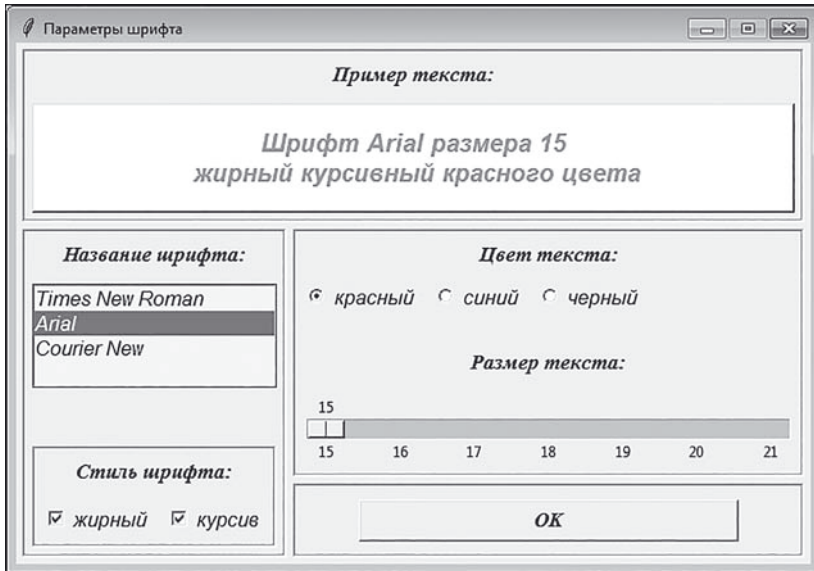 Параметры шрифта
Пример текста:
Шрифт Arial размера 15
жирный курсивный красного цвета
Название шрифта:
Times New Roman
Arial
Courier New
Стиль шрифта:
жирный курсив
Цвет текста:
красный синий черный
Размер текста:
15
15 16 17 18 19 20 21
OK